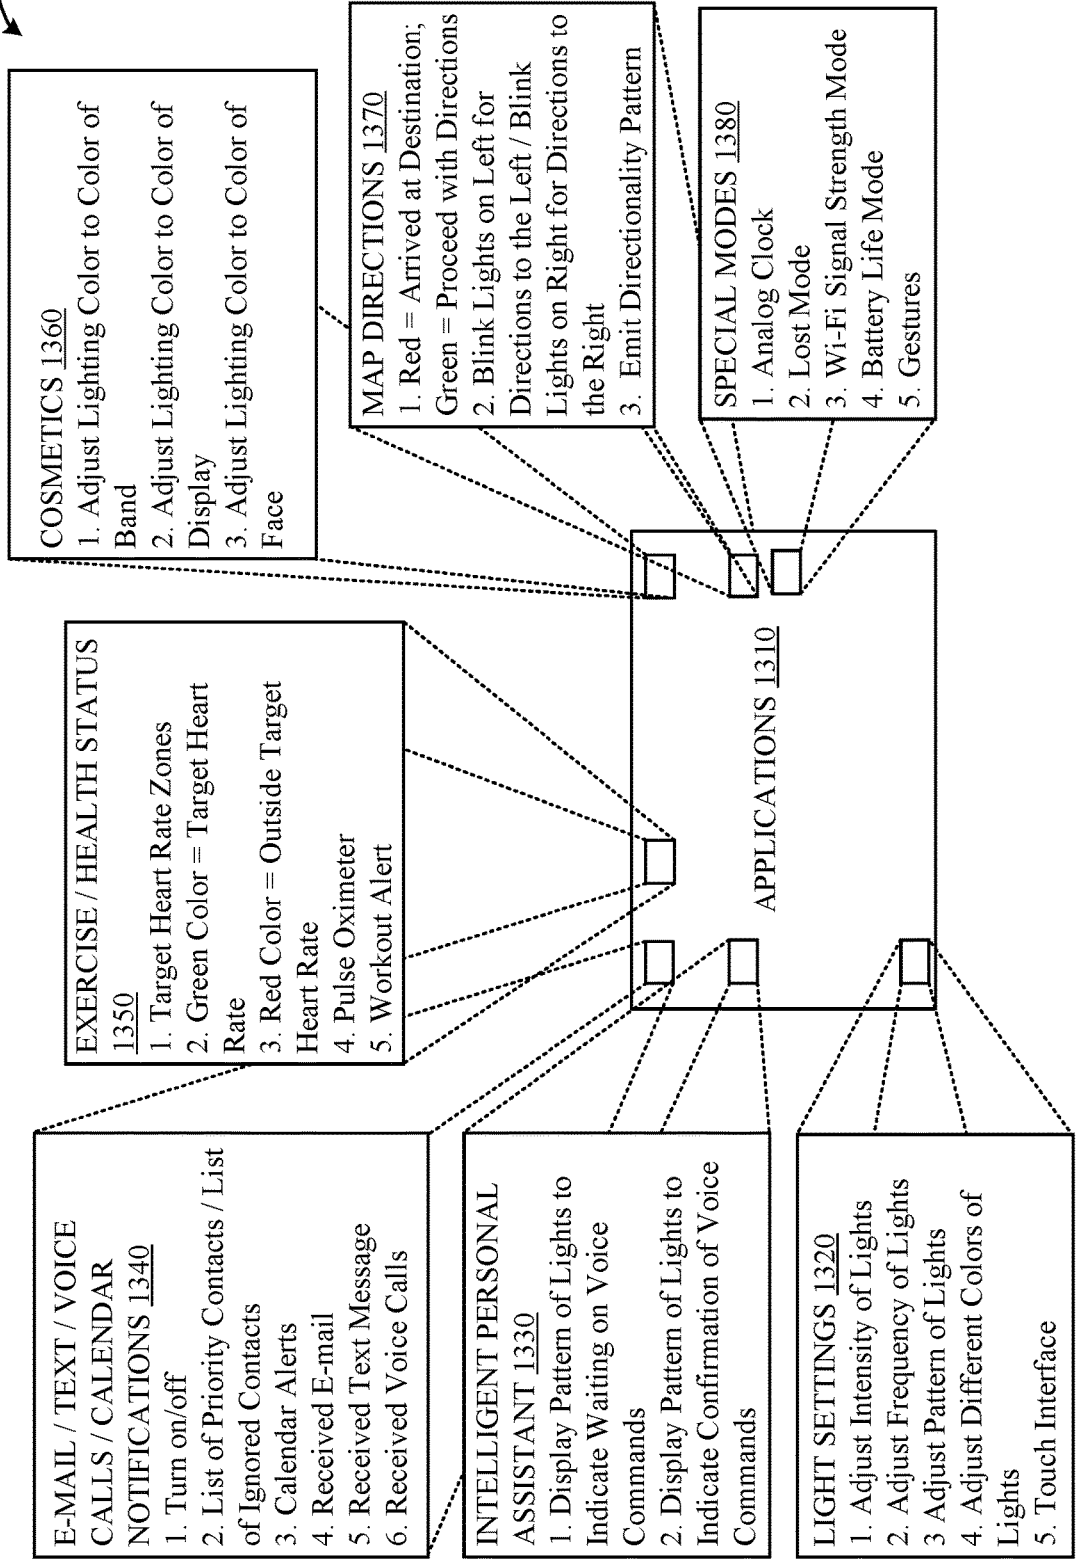 E-MAIL / TEXT / VOICE
CALLS / CALENDAR
NOTIFICATIONS 1340
1. Turn on/off
2. List of Priority Contacts / List
of Ignored Contacts
3. Calendar Alerts
4. Received E-mail
5. Received Text Message
6. Received Voice Calls
INTELLIGENT PERSONAL
ASSISTANT 1330
1. Display Pattern of Lights to
Indicate Waiting on Voice
Commands
2. Display Pattern of Lights to
Indicate Confirmation of Voice
Commands
LIGHT SETTINGS 1320
1. Adjust Intensity of Lights
2. Adjust Frequency of Lights
3 Adjust Pattern of Lights
4. Adjust Different Colors of
Lights
5. Touch Interface
EXERCISE / HEALTH STATUS
1350
1. Target Heart Rate Zones
2. Green Color = Target Heart
Rate
3. Red Color = Outside Target
Heart Rate
4. Pulse Oximeter
5. Workout Alert
APPLICATIONS 1310
COSMETICS 1360
1. Adjust Lighting Color to Color of
Band
2. Adjust Lighting Color to Color of
Display
3. Adjust Lighting Color to Color of
Face
MAP DIRECTIONS 1370
1. Red = Arrived at Destination;
Green = Proceed with Directions
2. Blink Lights on Left for
Directions to the Left / Blink
Lights on Right for Directions to
the Right
3. Emit Directionality Pattern
SPECIAL MODES 1380
1. Analog Clock
2. Lost Mode
3. Wi-Fi Signal Strength Mode
4. Battery Life Mode
5. Gestures